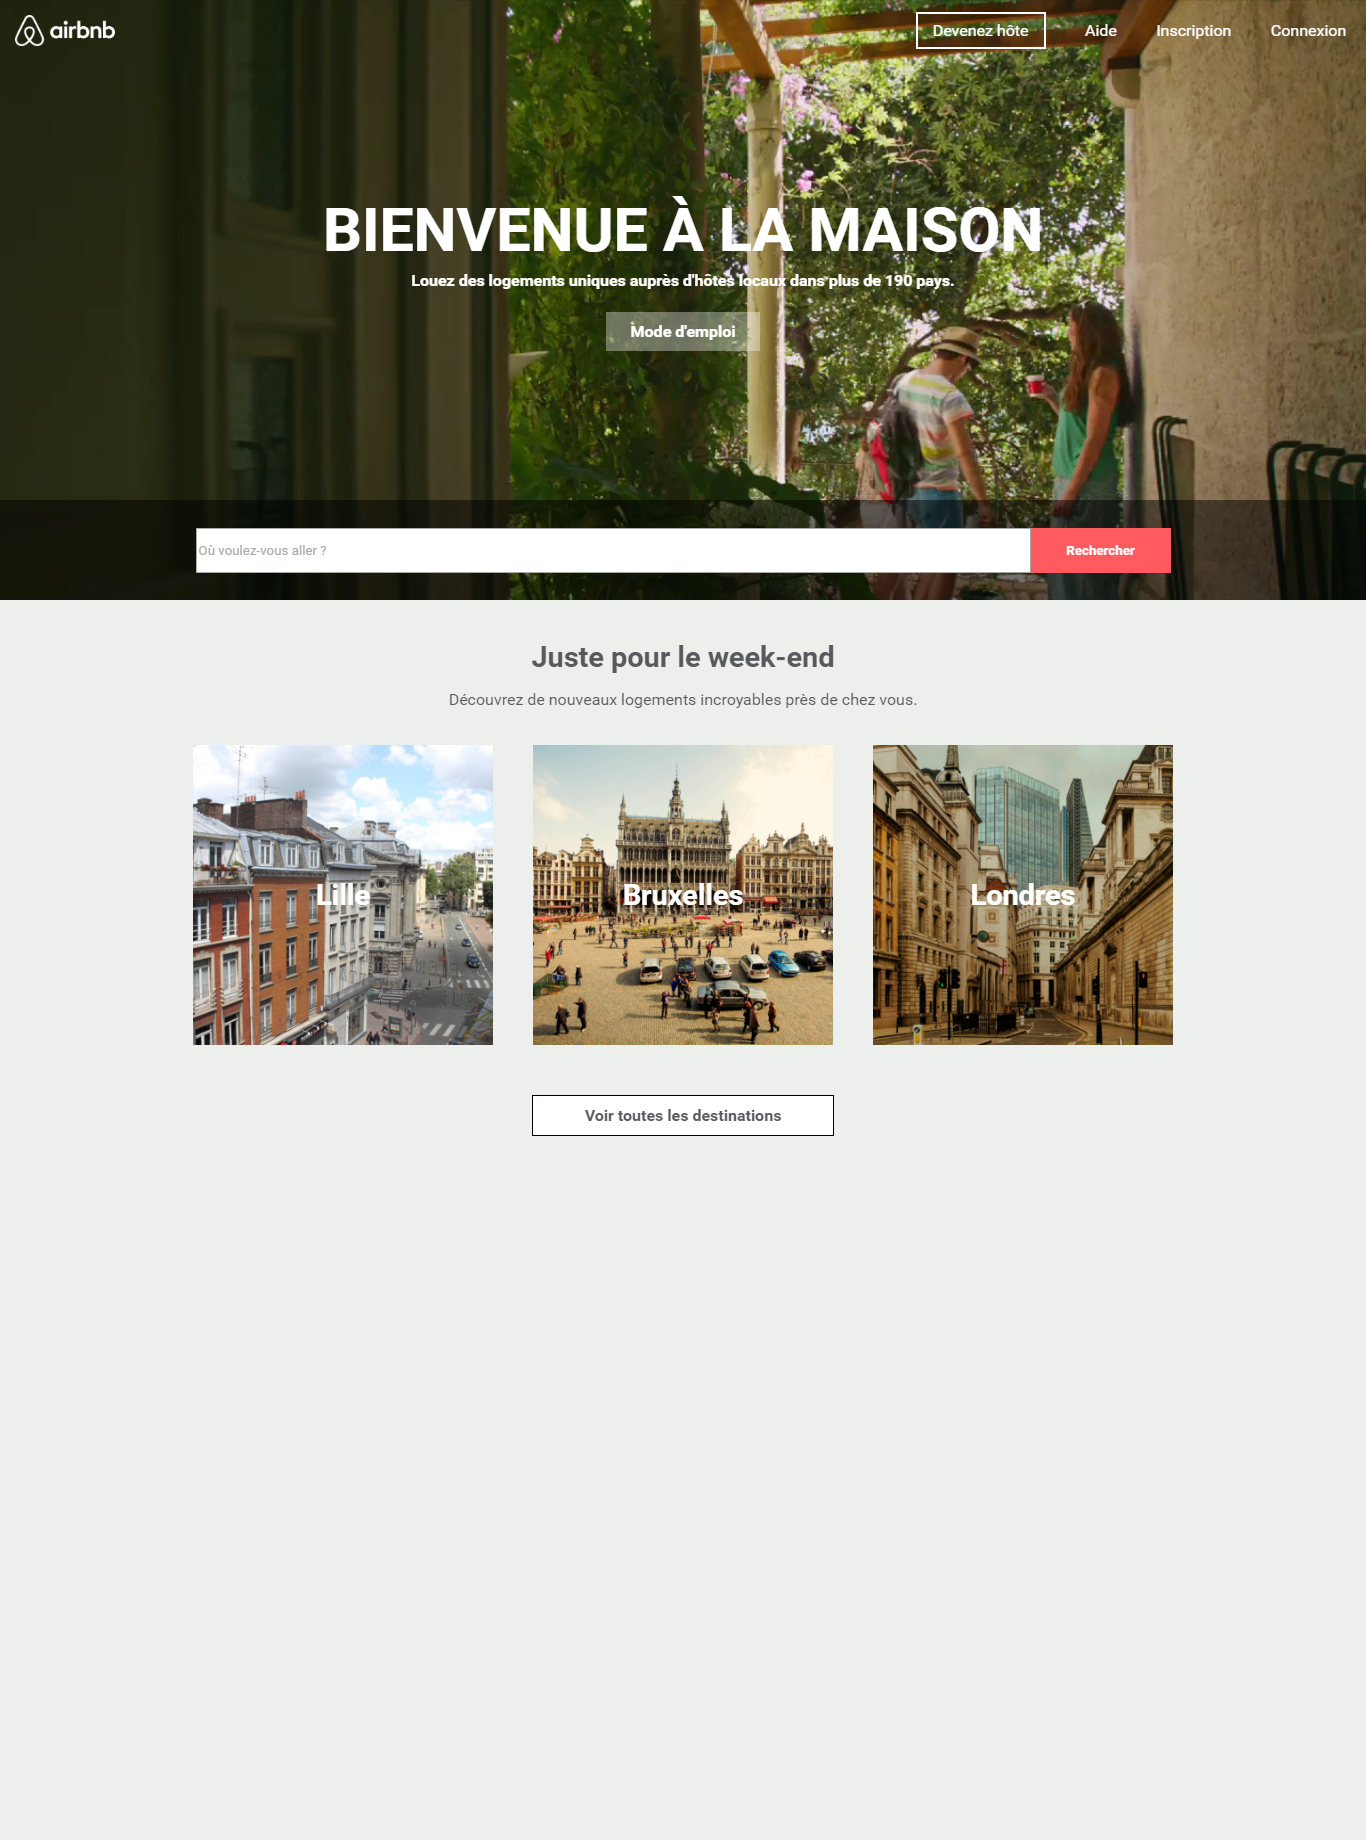 airbnb
Devenez hôte
Aide
Inscription
Connexion
BIENVENUE À LA MAISON
Louez des logements uniques auprès d'hôtes locaux dans plus de 190 pays.
Mode d'emploi
Où voulez-vous aller ?
Rechercher
Juste pour le week-end
Découvrez de nouveaux logements incroyables près de chez vous.
Lille
Bruxelles
Londres
Voir toutes les destinations